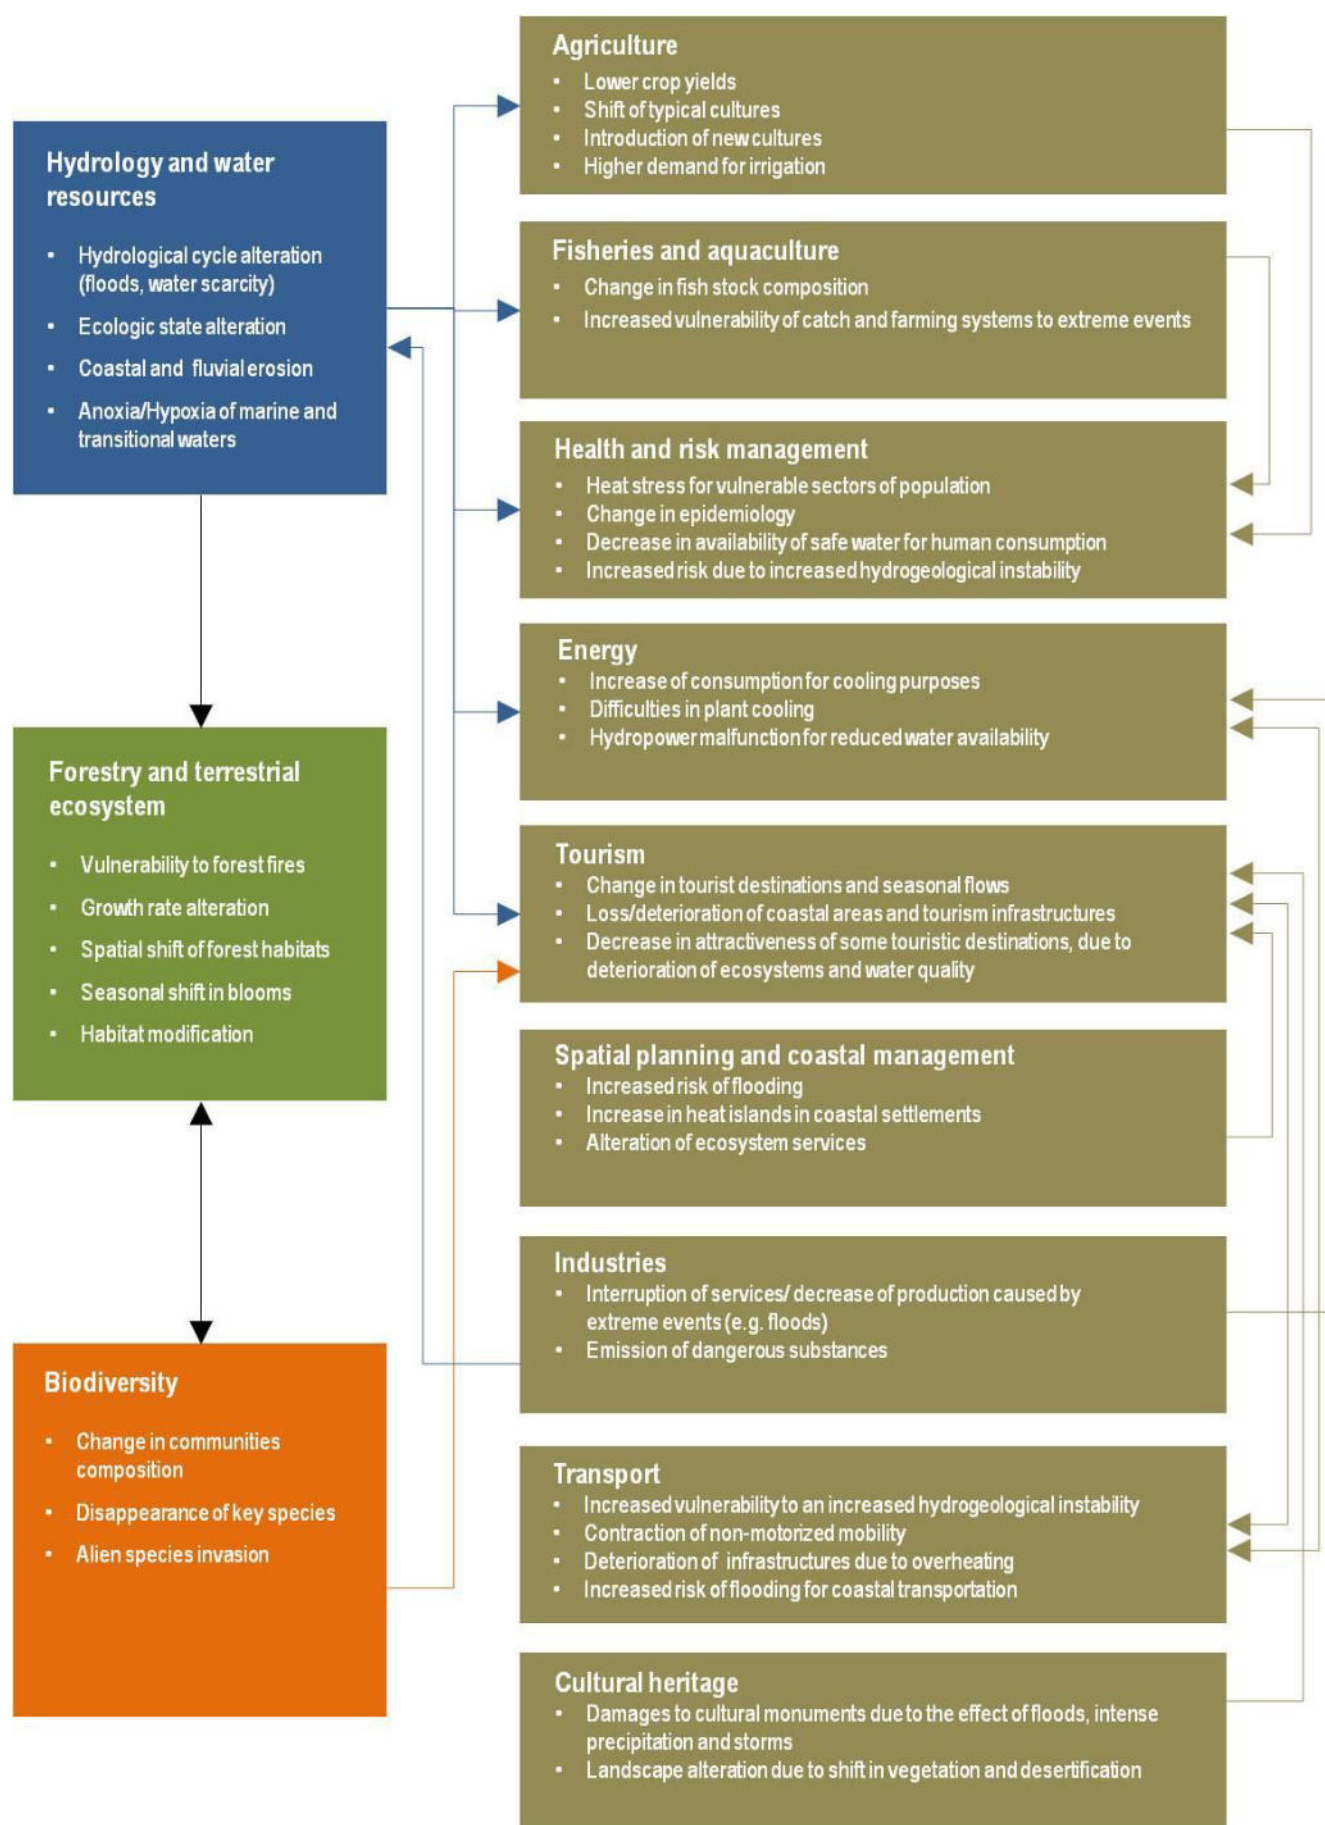 Hydrology and water
resources
▪ Hydrological cycle alteration
(floods, water scarcity)
▪ Ecologic state alteration
▪ Coastal and fluvial erosion
▪ Anoxia/Hypoxia of marine and
transitional waters
Forestry and terrestrial
ecosystem
▪ Vulnerability to forest fires
▪ Growth rate alteration
▪ Spatial shift of forest habitats
▪ Seasonal shift in blooms
▪ Habitat modification
Biodiversity
▪ Change in communities
composition
▪ Disappearance of key species
▪ Alien species invasion
Agriculture
▪ Lower crop yields
▪ Shift of typical cultures
▪ Introduction of new cultures
▪ Higher demand for irrigation
Fisheries and aquaculture
▪ Change in fish stock composition
▪ Increased vulnerability of catch and farming systems to extreme events
Health and risk management
▪ Heat stress for vulnerable sectors of population
▪ Change in epidemiology
▪ Decrease in availability of safe water for human consumption
▪ Increased risk due to increased hydrogeological instability
Energy
▪ Increase of consumption for cooling purposes
▪ Difficulties in plant cooling
▪ Hydropower malfunction for reduced water availability
Tourism
▪ Change in tourist destinations and seasonal flows
▪ Loss/deterioration of coastal areas and tourism infrastructures
▪ Decrease in attractiveness of some touristic destinations, due to
deterioration of ecosystems and water quality
Spatial planning and coastal management
▪ Increased risk of flooding
▪ Increase in heat islands in coastal settlements
▪ Alteration of ecosystem services
Industries
▪ Interruption of services/ decrease of production caused by
extreme events (e.g. floods)
▪ Emission of dangerous substances
Transport
▪ Increased vulnerability to an increased hydrogeological instability
▪ Contraction of non-motorized mobility
▪ Deterioration of infrastructures due to overheating
▪ Increased risk of flooding for coastal transportation
Cultural heritage
▪ Damages to cultural monuments due to the effect of floods, intense
precipitation and storms
▪ Landscape alteration due to shift in vegetation and desertification